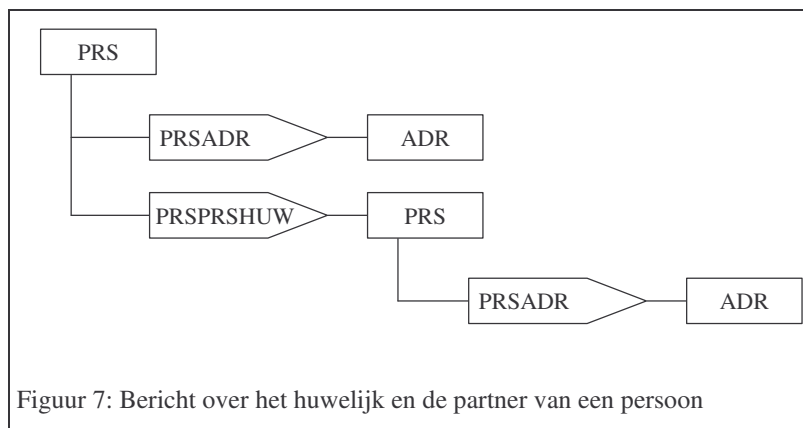 PRS
PRSADR
ADR
PRSPRSHUW
PRS
PRSADR
ADR
Figuur 7: Bericht over het huwelijk en de partner van een persoon